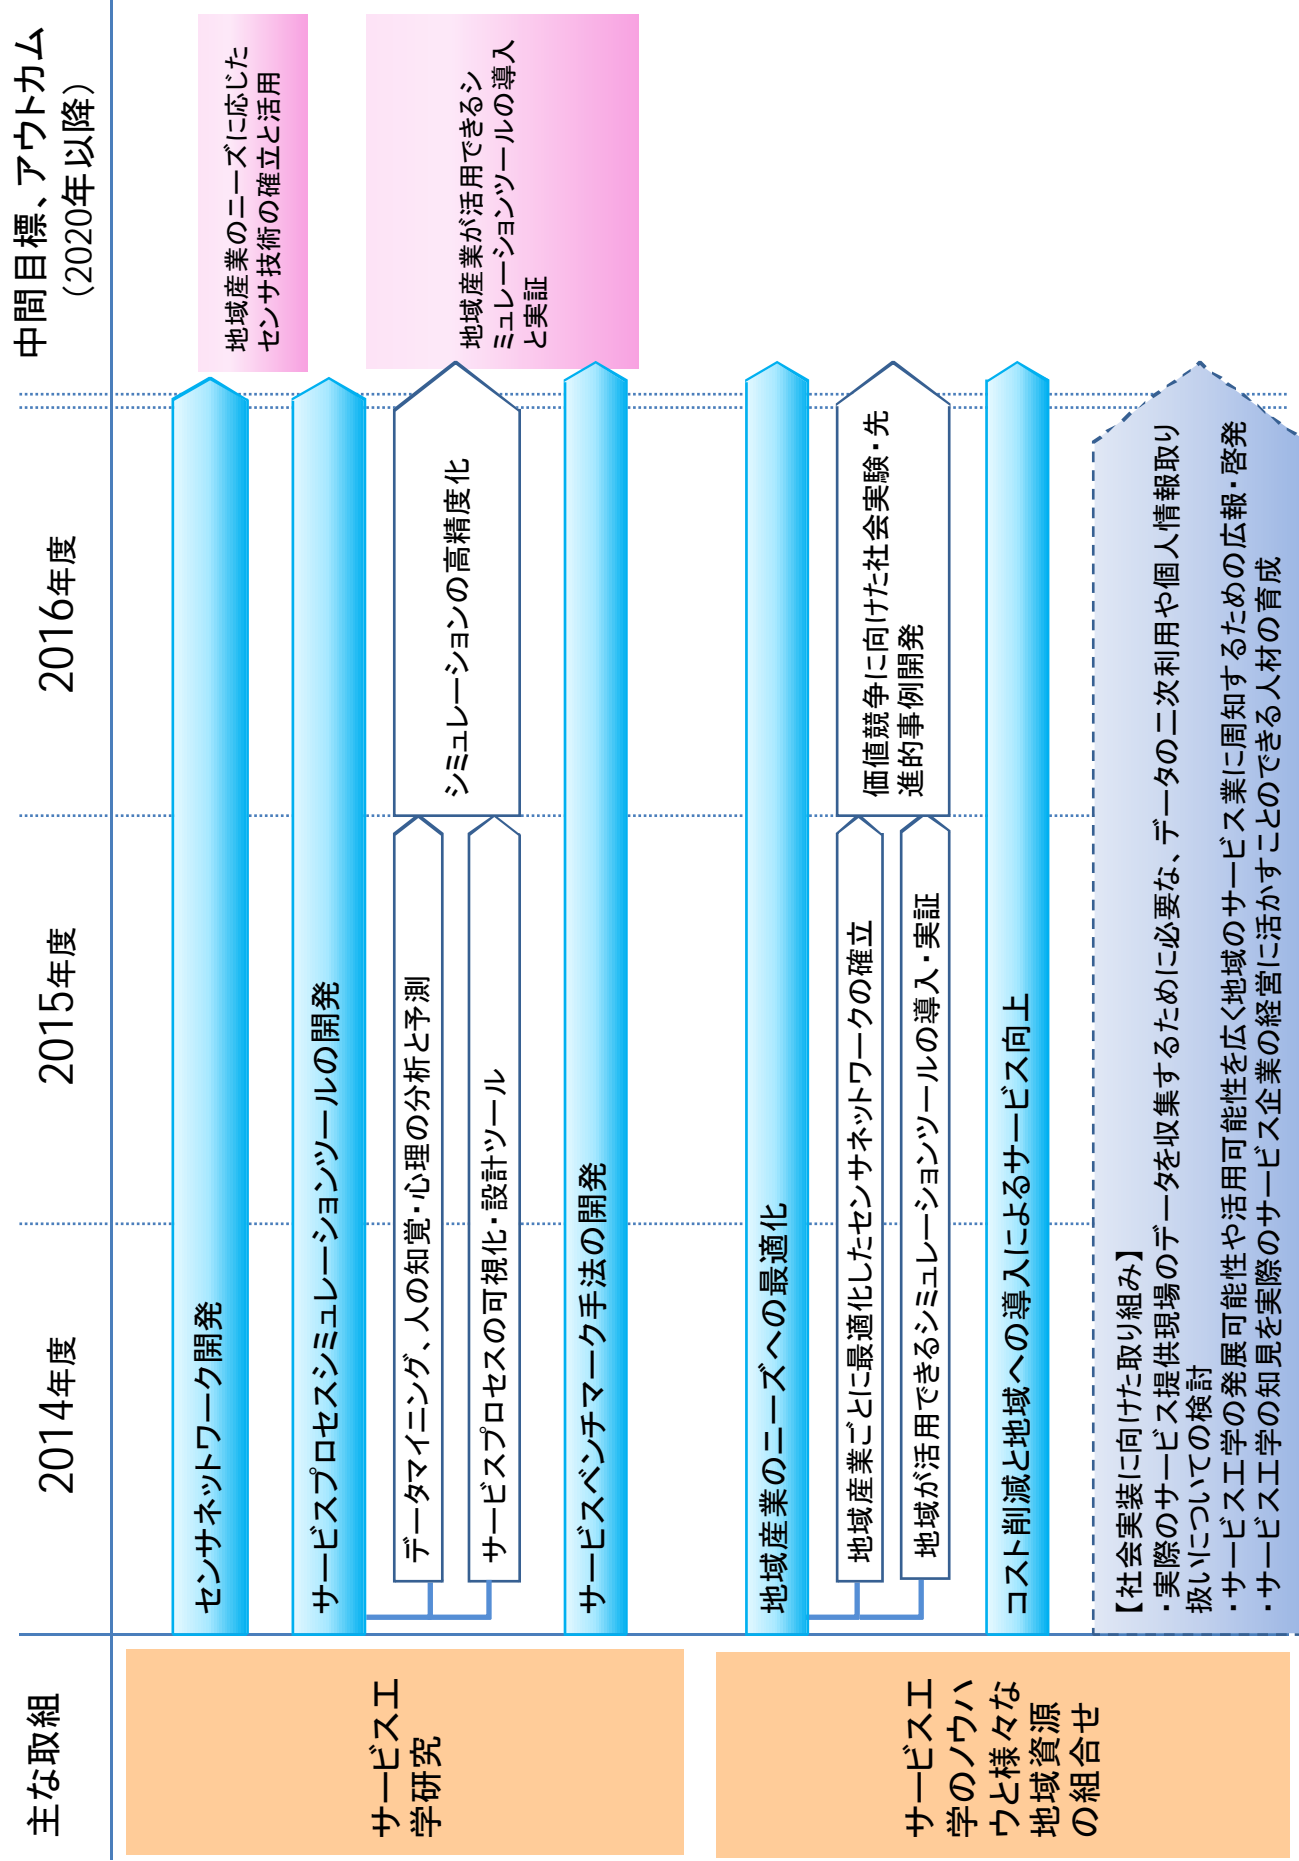 主な取組
2014年度
2015年度
2016年度
中間目標、アウトカム
（2020年以降）
サービスエ
学研究
センサネットワーク開発
サービスプロセスシミュレーションツールの開発
データマイニング、人の知覚・心理の分析と予測
サービスプロセスの可視化・設計ツール
シミュレーションの高精度化
サービスベンチマーク手法の開発
地域産業のニーズに応じた
センサ技術の確立と活用
地域産業が活用できるシ
ミュレーションツールの導入
と実証
サービスエ
学のノウハ
ウと様々な
地域資源
の組合せ
地域産業のニーズへの最適化
地域産業ごとに最適化したセンサネットワークの確立
地域が活用できるシミュレーションツールの導入・実証
価値競争に向けた社会実験・先
進的事例開発
コスト削減と地域への導入によるサービス向上
【社会実装に向けた取り組み】
・実際のサービス提供現場のデータを収集するために必要な、データの二次利用や個人情報取り
扱いについての検討
・サービス工学の発展可能性や活用可能性を広く地域のサービス業に周知するための広報・啓発
・サービス工学の知見を実際のサービス企業の経営に活かすことのできる人材の育成